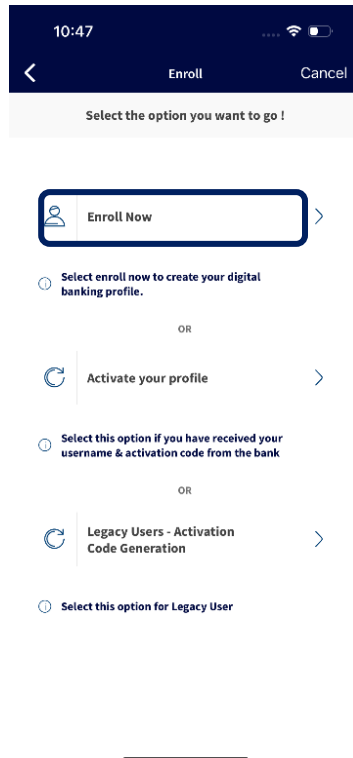 10:47
Enroll
Cancel
Select the option you want to go !
Enroll Now
Select enroll now to create your digital
banking profile.
OR
Activate your profile
Select this option if you have received your
username & activation code from the bank
OR
Legacy Users - Activation
Code Generation
Select this option for Legacy User